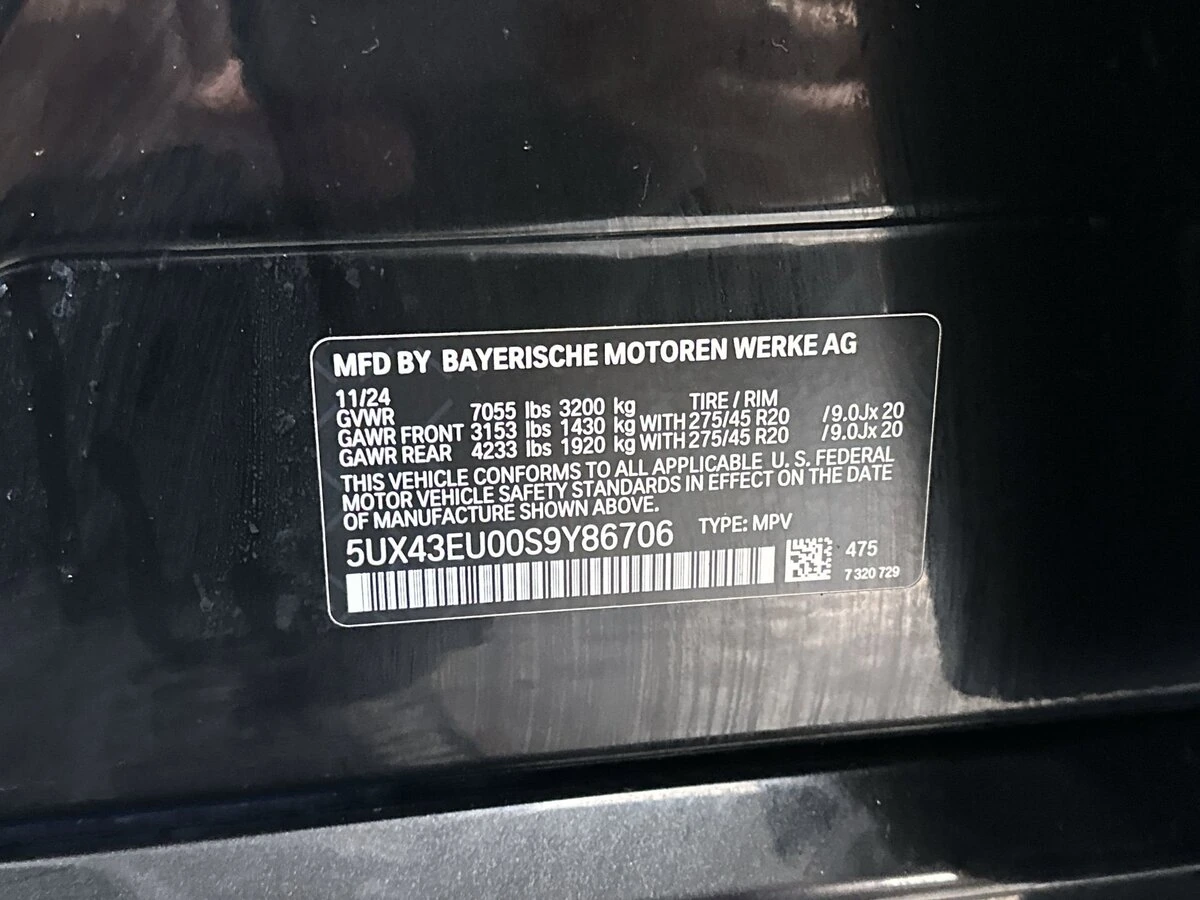 MFD BY BAYERISCHE MOTOREN WERKE AG
11/24 TIRE / RIM
GVWR 7055 lbs 3200 kg
GAWR FRONT 3153 lbs 1430 kg WITH 275/45 R20 /9.0Jx 20
GAWR REAR 4233 lbs 1920 kg WITH 275/45 R20 /9.0Jx 20
THIS VEHICLE CONFORMS TO ALL APPLICABLE U. S. FEDERAL
MOTOR VEHICLE SAFETY STANDARDS IN EFFECT ON THE DATE
OF MANUFACTURE SHOWN ABOVE.
5UX43EU00S9Y86706 TYPE: MPV
475
7 320 729